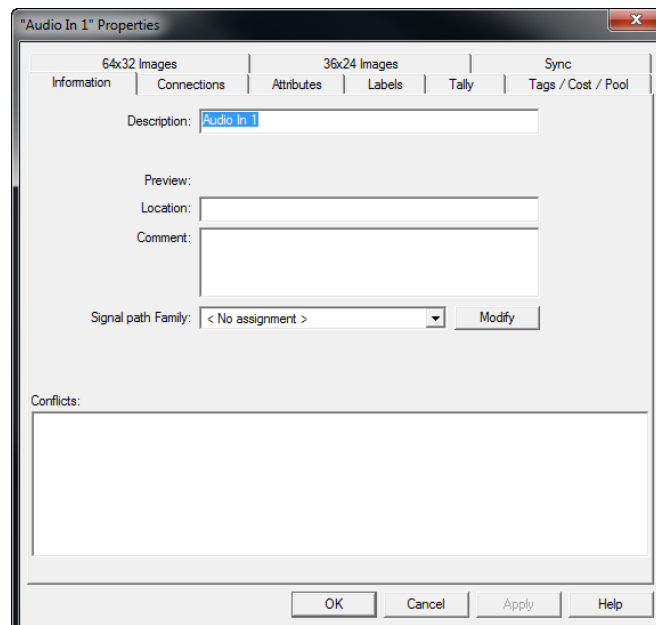 "Audio In 1" Properties
64x32 Images 36x24 Images Sync
Information Connections Attributes Labels Tally Tags / Cost / Pool
Description: Audio In 1
Preview:
Location:
Comment:
Signal path Family: < No assignment > Modify
Conflicts:
OK Cancel Apply Help